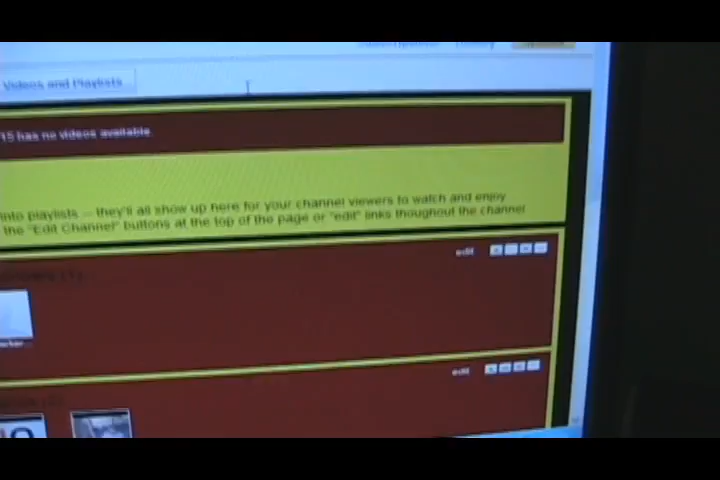 Videos and Playlists
15 has no videos available.
into playlists -- they'll all show up here for your channel viewers to watch and enjoy
the "Edit Channel" buttons at the top of the page or "edit" links thoughout the channel
edit
edit